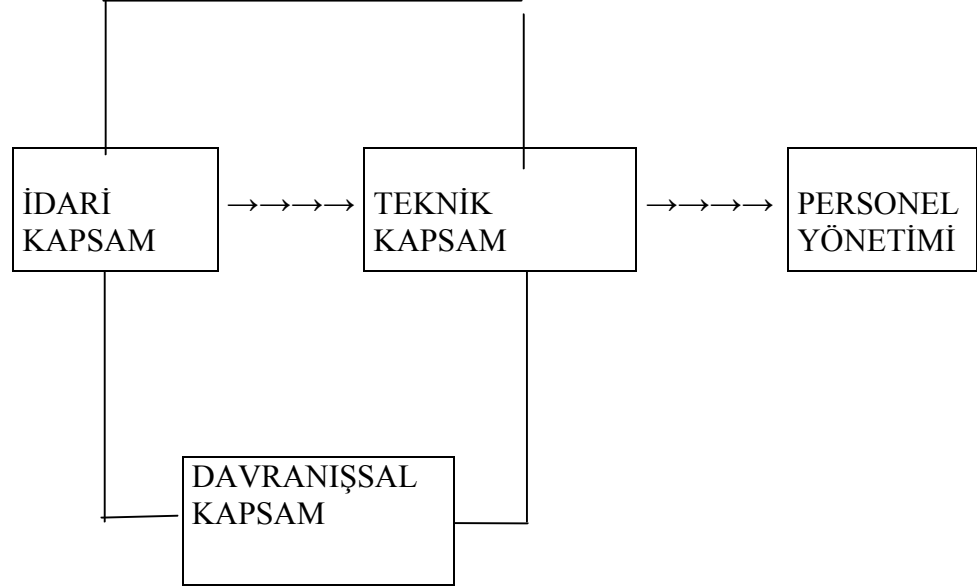 İDARİ
KAPSAM
→→→→
TEKNİK
KAPSAM
→→→→
PERSONEL
YÖNETİMİ
DAVRANIŞSAL
KAPSAM